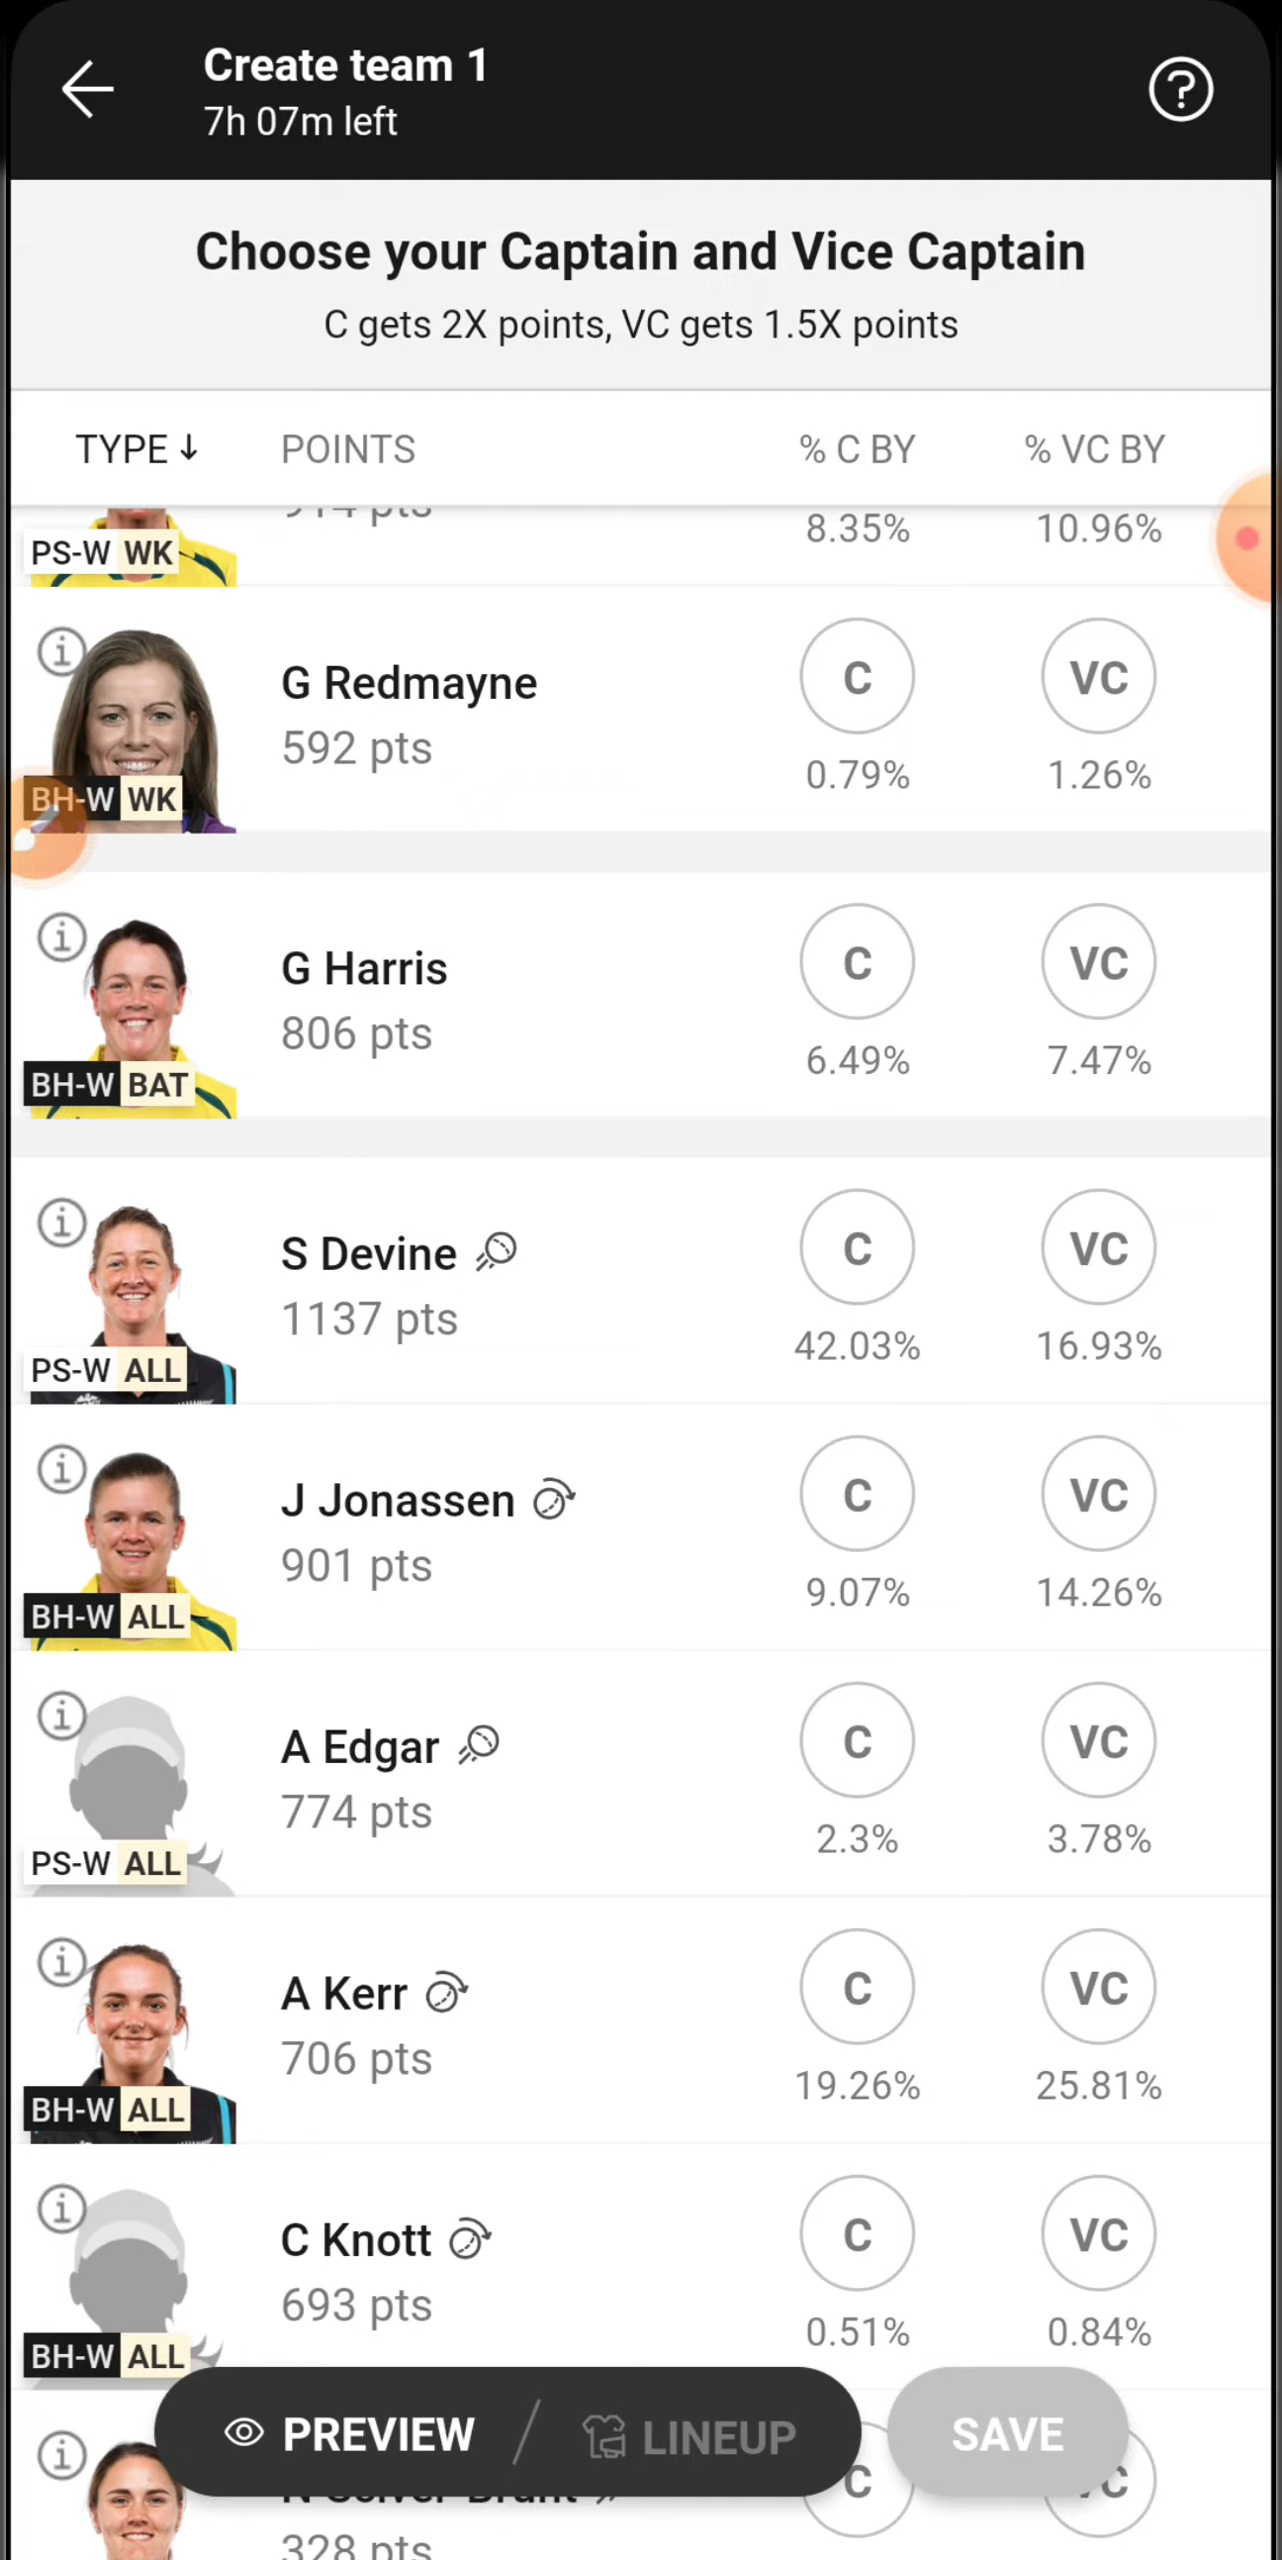 Create team 1
7h 07m left
Choose your Captain and Vice Captain
C gets 2X points, VC gets 1.5X points
TYPE ↓ POINTS % C BY % VC BY
914 pts 8.35% 10.96%
PS-W WK
G Redmayne C VC
592 pts 0.79% 1.26%
BH-W WK
G Harris C VC
806 pts 6.49% 7.47%
BH-W BAT
S Devine C VC
1137 pts 42.03% 16.93%
PS-W ALL
J Jonassen C VC
901 pts 9.07% 14.26%
BH-W ALL
A Edgar C VC
774 pts 2.3% 3.78%
PS-W ALL
A Kerr C VC
706 pts 19.26% 25.81%
BH-W ALL
C Knott C VC
693 pts 0.51% 0.84%
BH-W ALL
PREVIEW LINEUP SAVE
C VC
328 pts